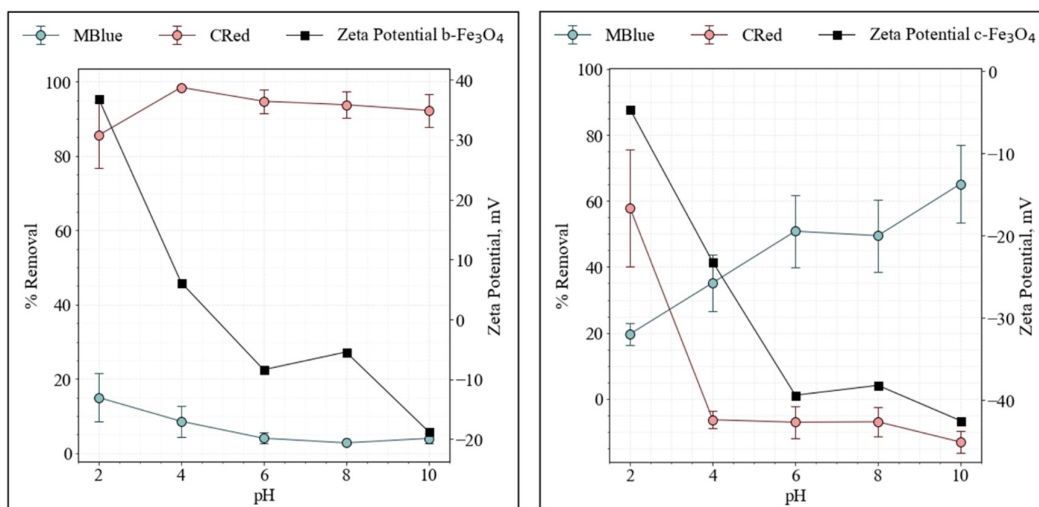 MBlue CRed Zeta Potential b-Fe₃O₄
100
80
60
40
20
0
% Removal
40
30
20
10
0
−10
−20
Zeta Potential, mV
2 4 6 8 10
pH
MBlue CRed Zeta Potential c-Fe₃O₄
100
80
60
40
20
0
% Removal
0
−10
−20
−30
−40
Zeta Potential, mV
2 4 6 8 10
pH